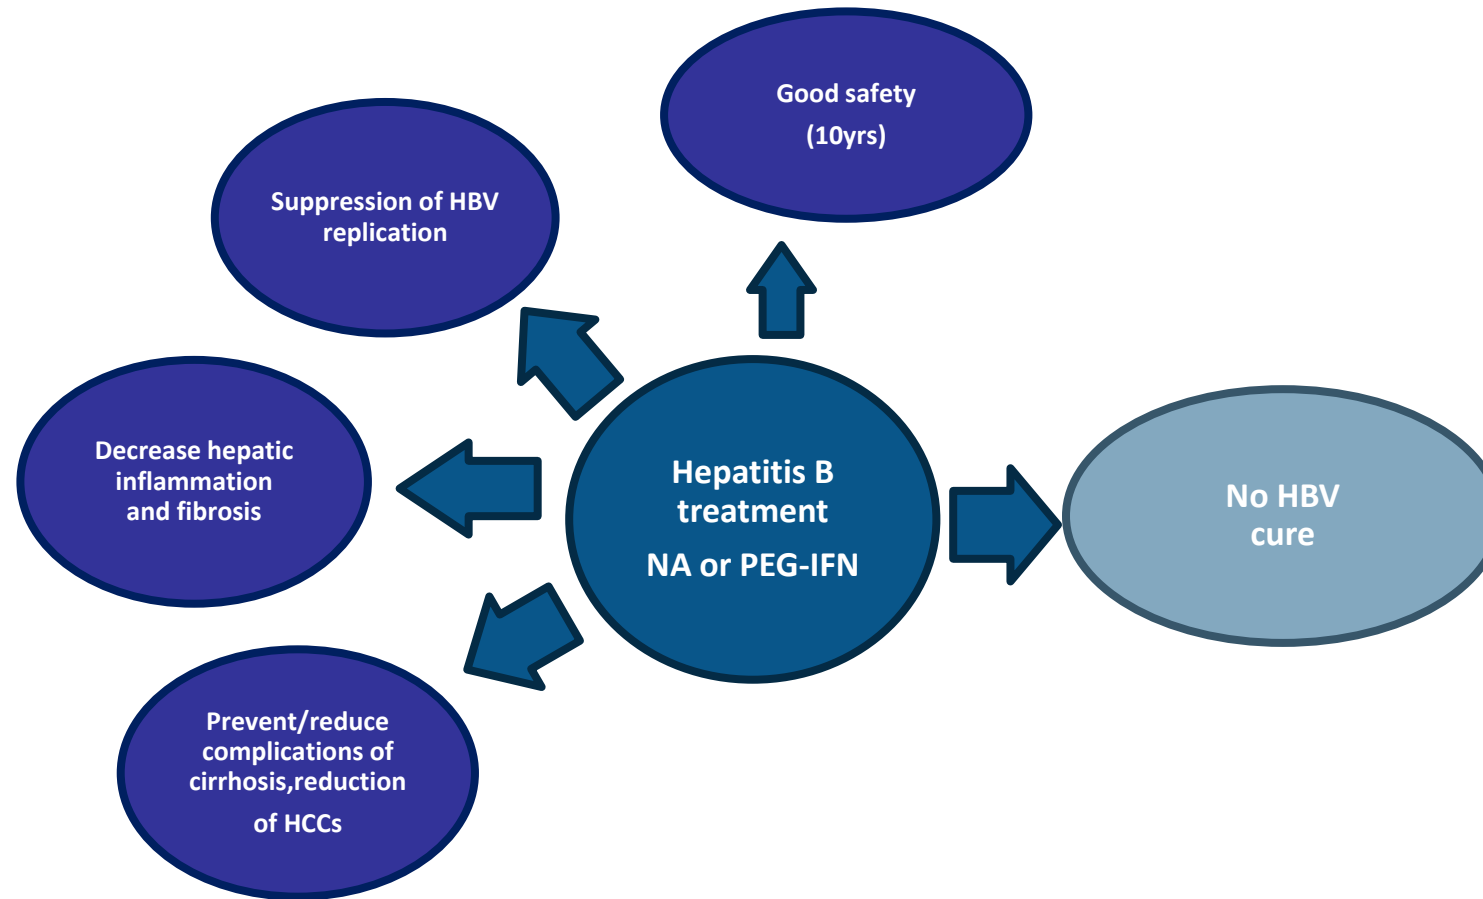 Good safety
(10yrs)
Suppression of HBV
replication
Decrease hepatic
inflammation
and fibrosis
Hepatitis B
treatment
NA or PEG-IFN
No HBV
cure
Prevent/reduce
complications of
cirrhosis,reduction
of HCCs